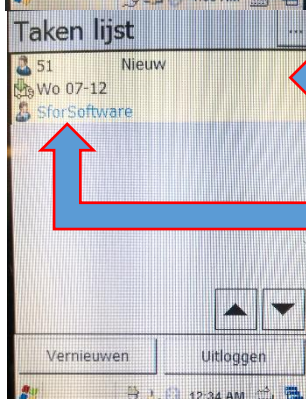 Taken lijst
...
51 Nieuw
Wo 07-12
SforSoftware
Vernieuwen Uitloggen
12:34 AM